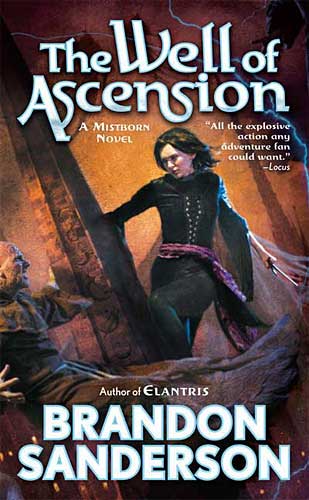 The Well of
Ascension
A Mistborn
Novel
"All the explosive
action any
adventure fan
could want."
—Locus
Author of Elantris
BRANDON
SANDERSON